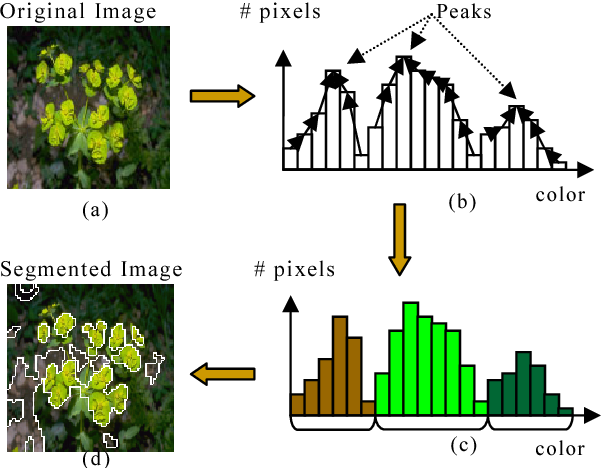 Original Image
# pixels
Peaks
(a)
(b)
color
Segmented Image
# pixels
(d)
(c)
color